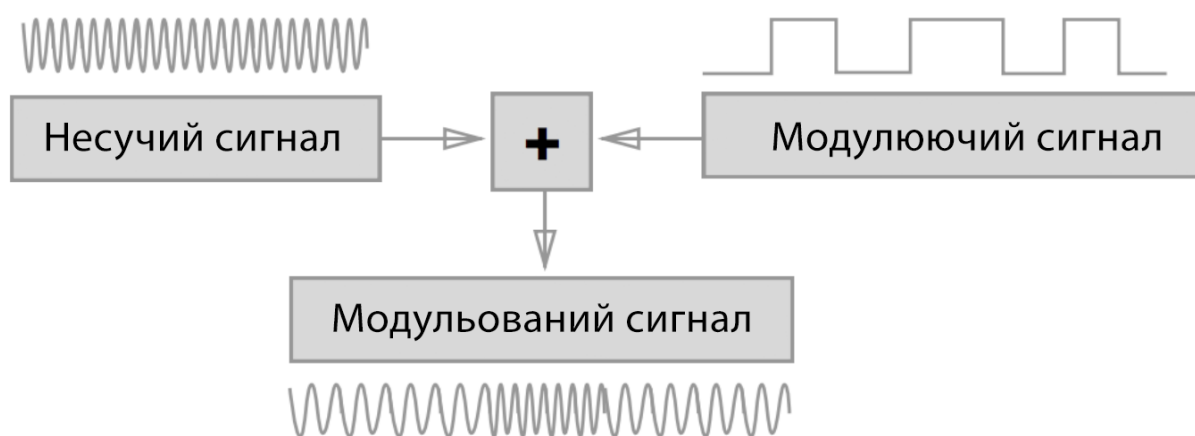 Несучий сигнал
+
Модулюючий сигнал
Модульований сигнал